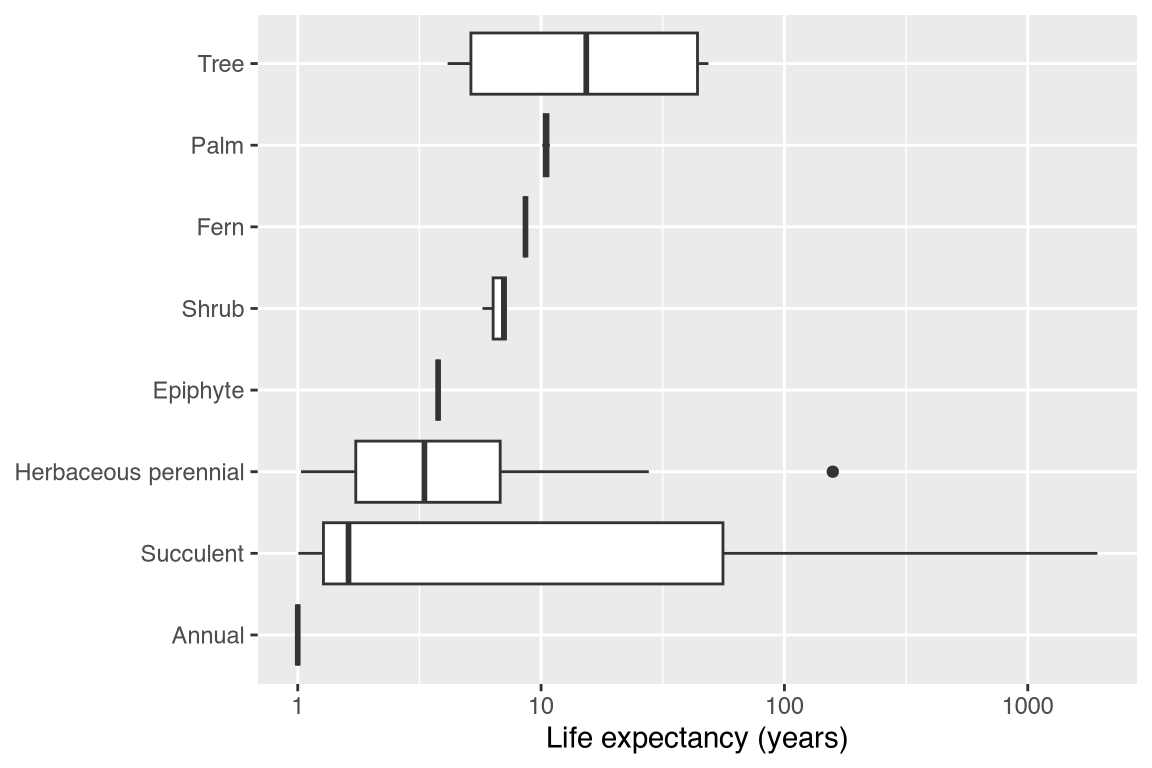 Tree
Palm
Fern
Shrub
Epiphyte
Herbaceous perennial
Succulent
Annual
1 10 100 1000
Life expectancy (years)